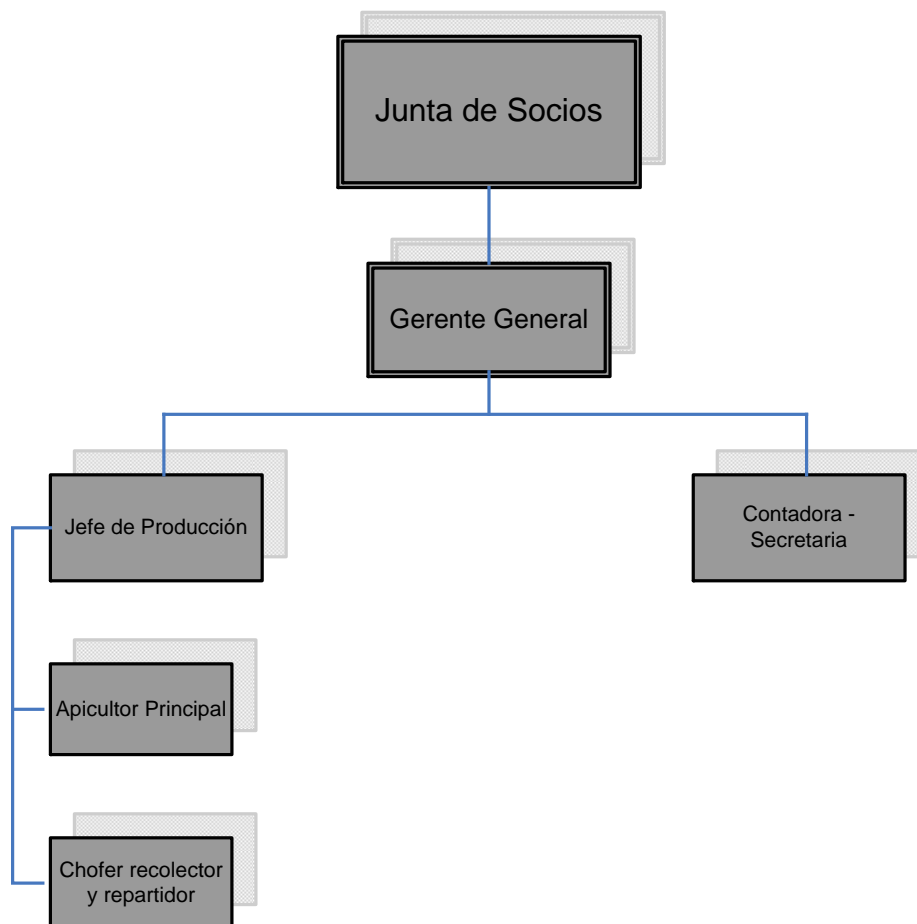 Junta de Socios
Gerente General
Jefe de Producción
Contadora -
Secretaria
Apicultor Principal
Chofer recolector
y repartidor